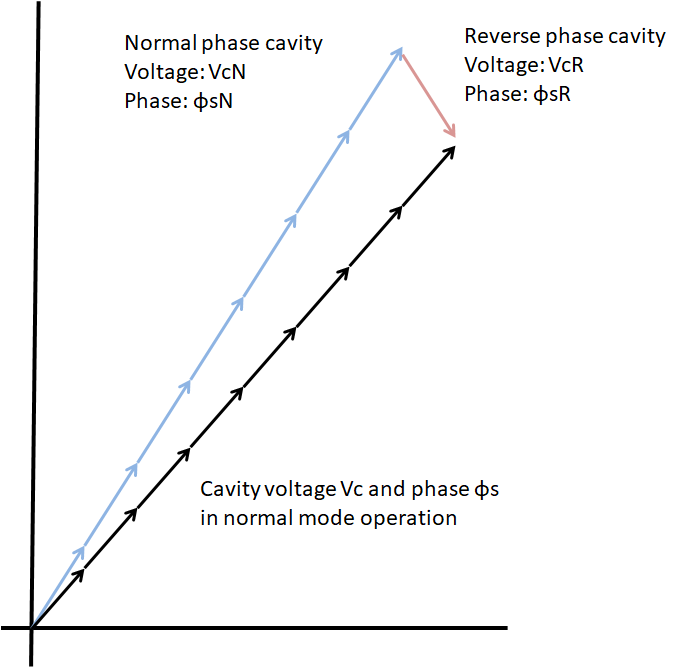 Normal phase cavity
Voltage: VcN
Phase: ϕsN
Reverse phase cavity
Voltage: VcR
Phase: ϕsR
Cavity voltage Vc and phase ϕs
in normal mode operation